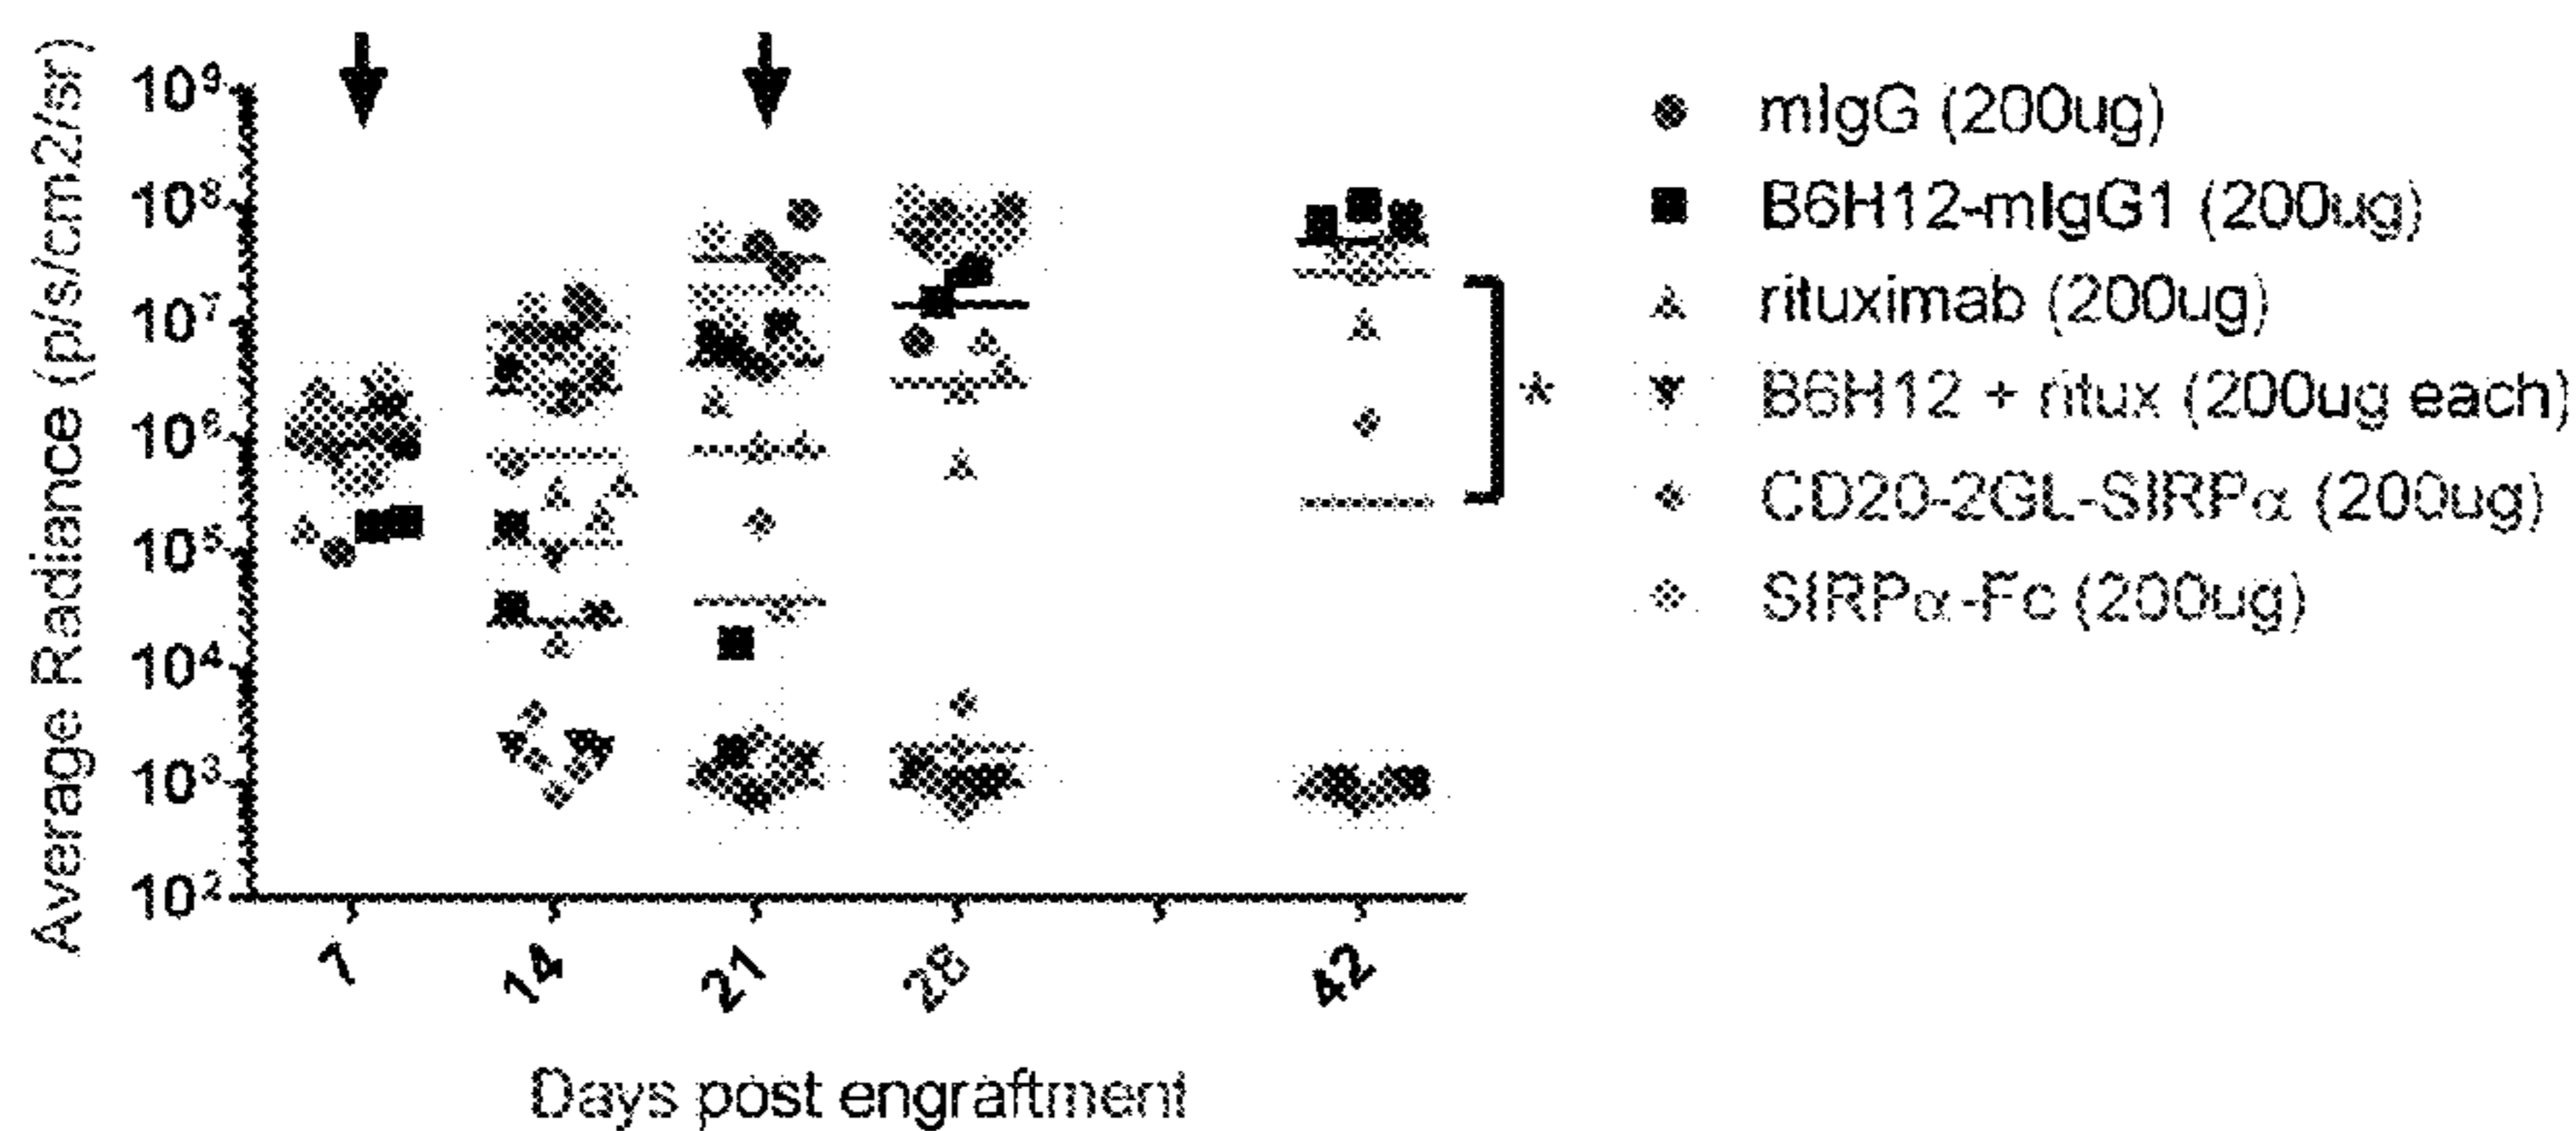 Average Radiance (p/s/cm2/sr)
10⁹
10⁸
10⁷
10⁶
10⁵
10⁴
10³
10²
7
14
21
28
42
Days post engraftment
mIgG (200ug)
B6H12-mIgG1 (200ug)
rituximab (200ug)
B6H12 + ritux (200ug each)
CD20-2GL-SIRPα (200ug)
SIRPα-Fc (200ug)
*